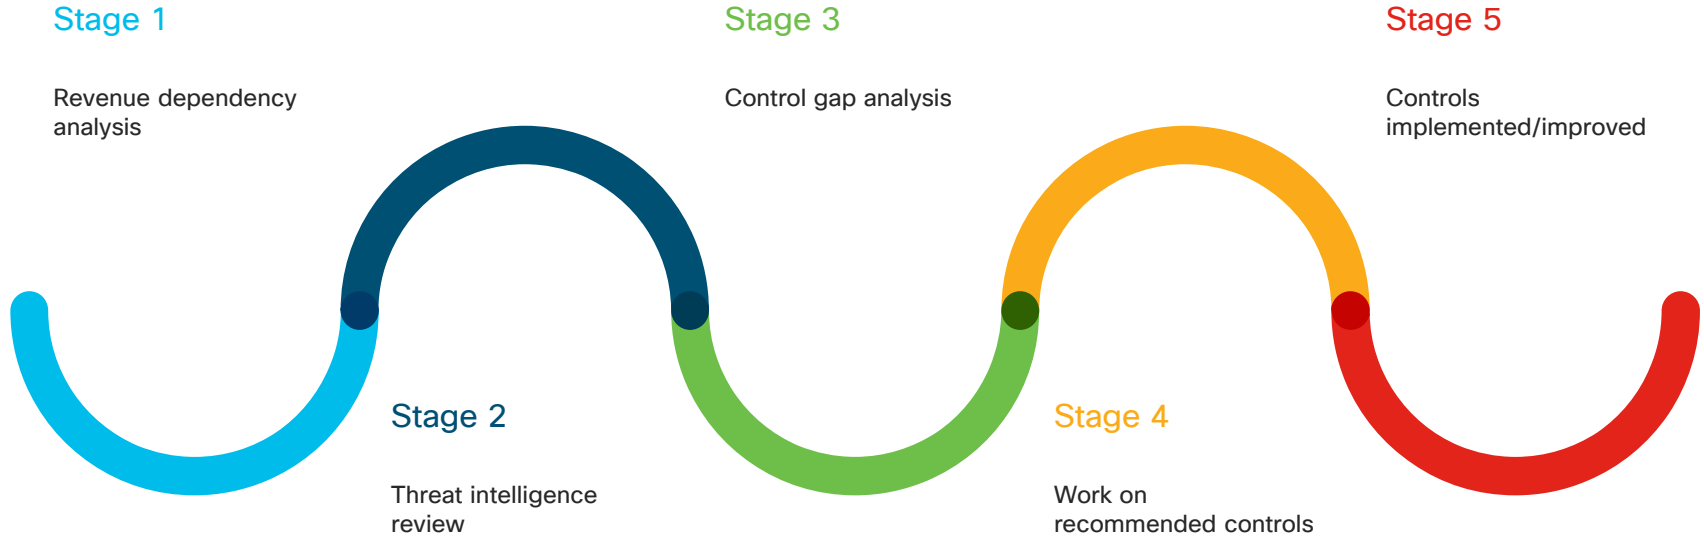 Stage 1
Revenue dependency
analysis
Stage 2
Threat intelligence
review
Stage 3
Control gap analysis
Stage 4
Work on
recommended controls
Stage 5
Controls
implemented/improved